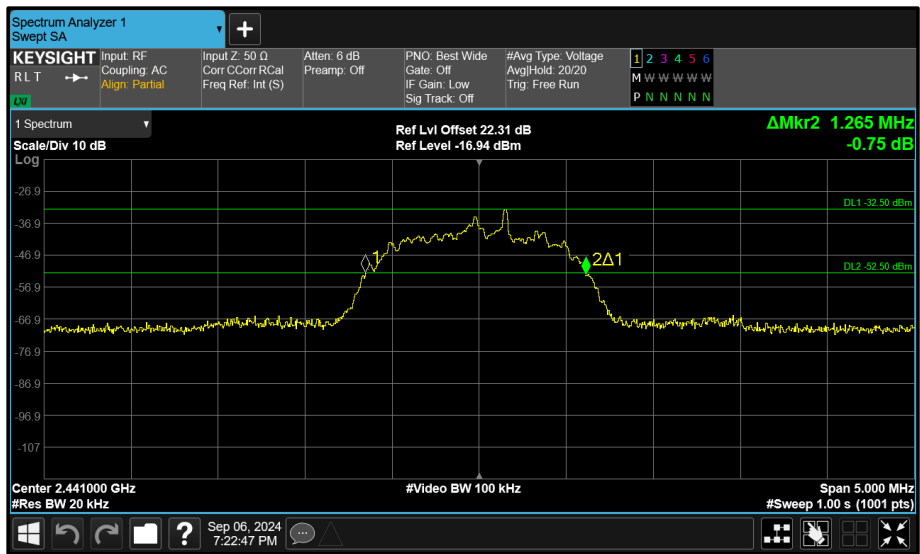 Spectrum Analyzer 1
Swept SA
KEYSIGHT
R L T
LXI
Input: RF
Coupling: AC
Align: Partial
Input Z: 50 Ω
Corr CCorr RCal
Freq Ref: Int (S)
Atten: 6 dB
Preamp: Off
PNO: Best Wide
Gate: Off
IF Gain: Low
Sig Track: Off
#Avg Type: Voltage
Avg|Hold: 20/20
Trig: Free Run
1 2 3 4 5 6
M W W W W W
P N N N N N
1 Spectrum
Scale/Div 10 dB
Log
Ref Lvl Offset 22.31 dB
Ref Level -16.94 dBm
ΔMkr2 1.265 MHz
-0.75 dB
-26.9
DL1 -32.50 dBm
-36.9
-46.9
1
2Δ1
DL2 -52.50 dBm
-56.9
-66.9
-76.9
-86.9
-96.9
-107
Center 2.441000 GHz
#Video BW 100 kHz
Span 5.000 MHz
#Res BW 20 kHz
#Sweep 1.00 s (1001 pts)
?
Sep 06, 2024
7:22:47 PM